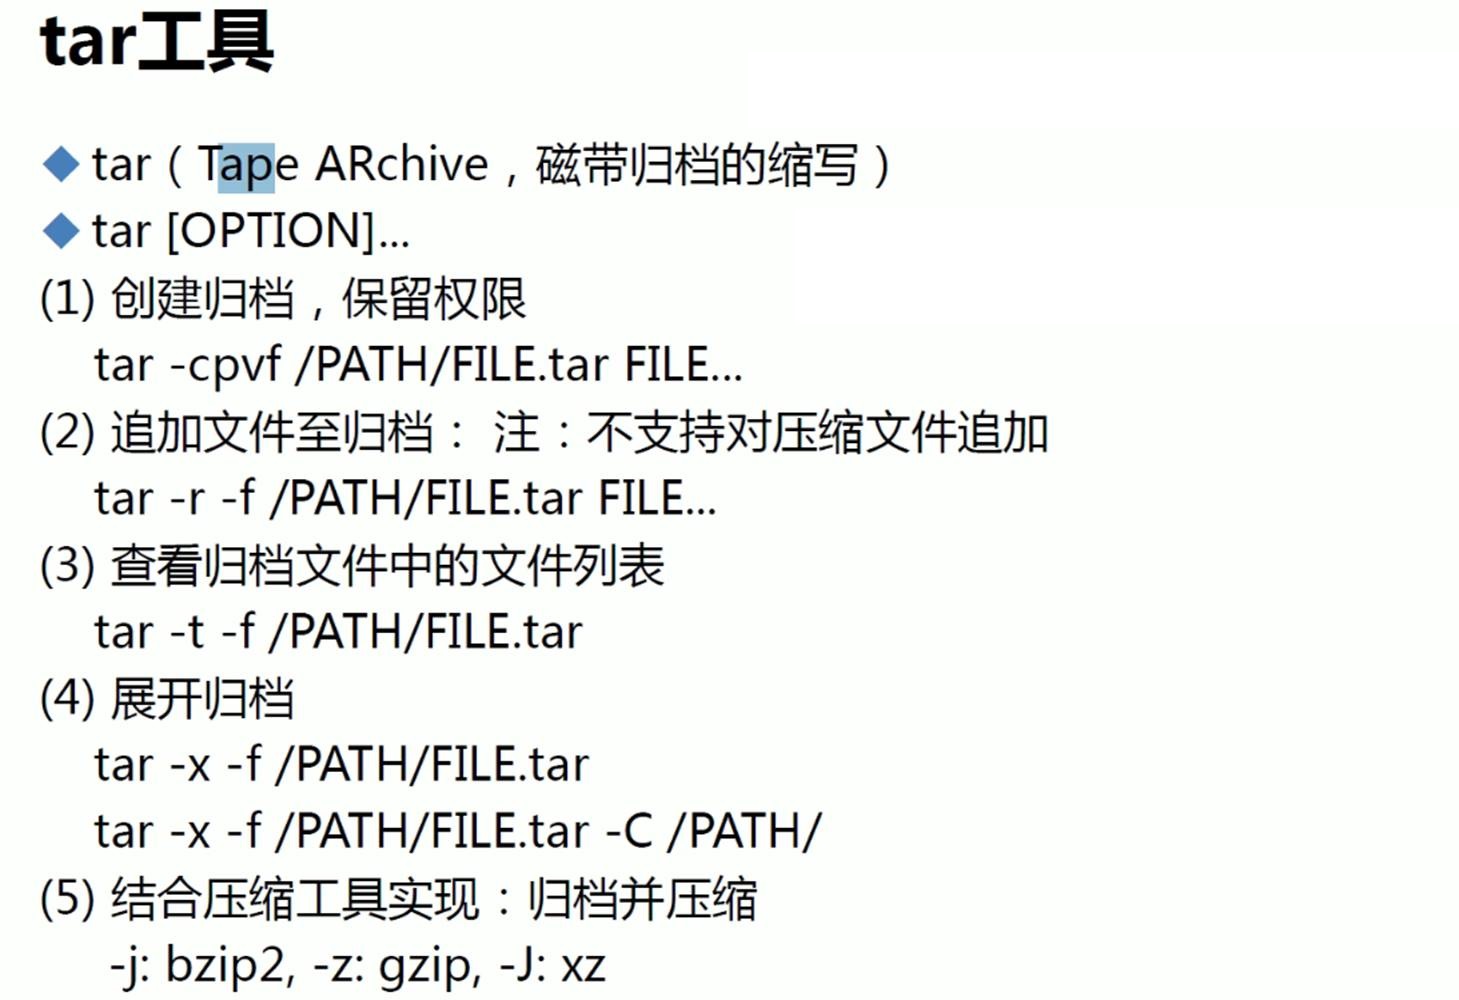 tar工具
◆ tar（Tape ARchive，磁带归档的缩写）
◆ tar [OPTION]...
(1) 创建归档，保留权限
tar -cpvf /PATH/FILE.tar FILE...
(2) 追加文件至归档： 注：不支持对压缩文件追加
tar -r -f /PATH/FILE.tar FILE...
(3) 查看归档文件中的文件列表
tar -t -f /PATH/FILE.tar
(4) 展开归档
tar -x -f /PATH/FILE.tar
tar -x -f /PATH/FILE.tar -C /PATH/
(5) 结合压缩工具实现：归档并压缩
-j: bzip2, -z: gzip, -J: xz